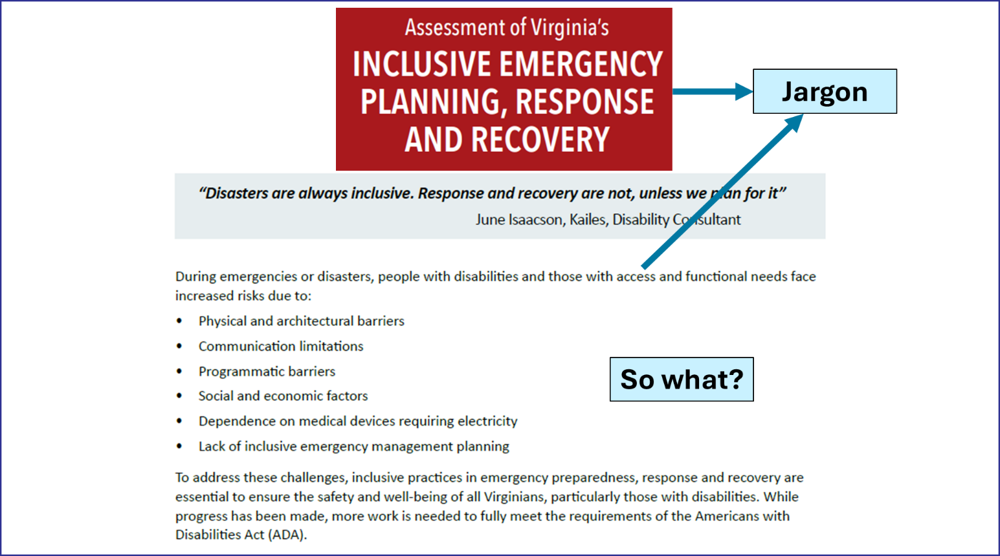 Assessment of Virginia's
INCLUSIVE EMERGENCY
PLANNING, RESPONSE
AND RECOVERY
Jargon
“Disasters are always inclusive. Response and recovery are not, unless we plan for it”
June Isaacson, Kailes, Disability Consultant
During emergencies or disasters, people with disabilities and those with access and functional needs face
increased risks due to:
• Physical and architectural barriers
• Communication limitations
• Programmatic barriers
• Social and economic factors
• Dependence on medical devices requiring electricity
• Lack of inclusive emergency management planning
So what?
To address these challenges, inclusive practices in emergency preparedness, response and recovery are
essential to ensure the safety and well-being of all Virginians, particularly those with disabilities. While
progress has been made, more work is needed to fully meet the requirements of the Americans with
Disabilities Act (ADA).